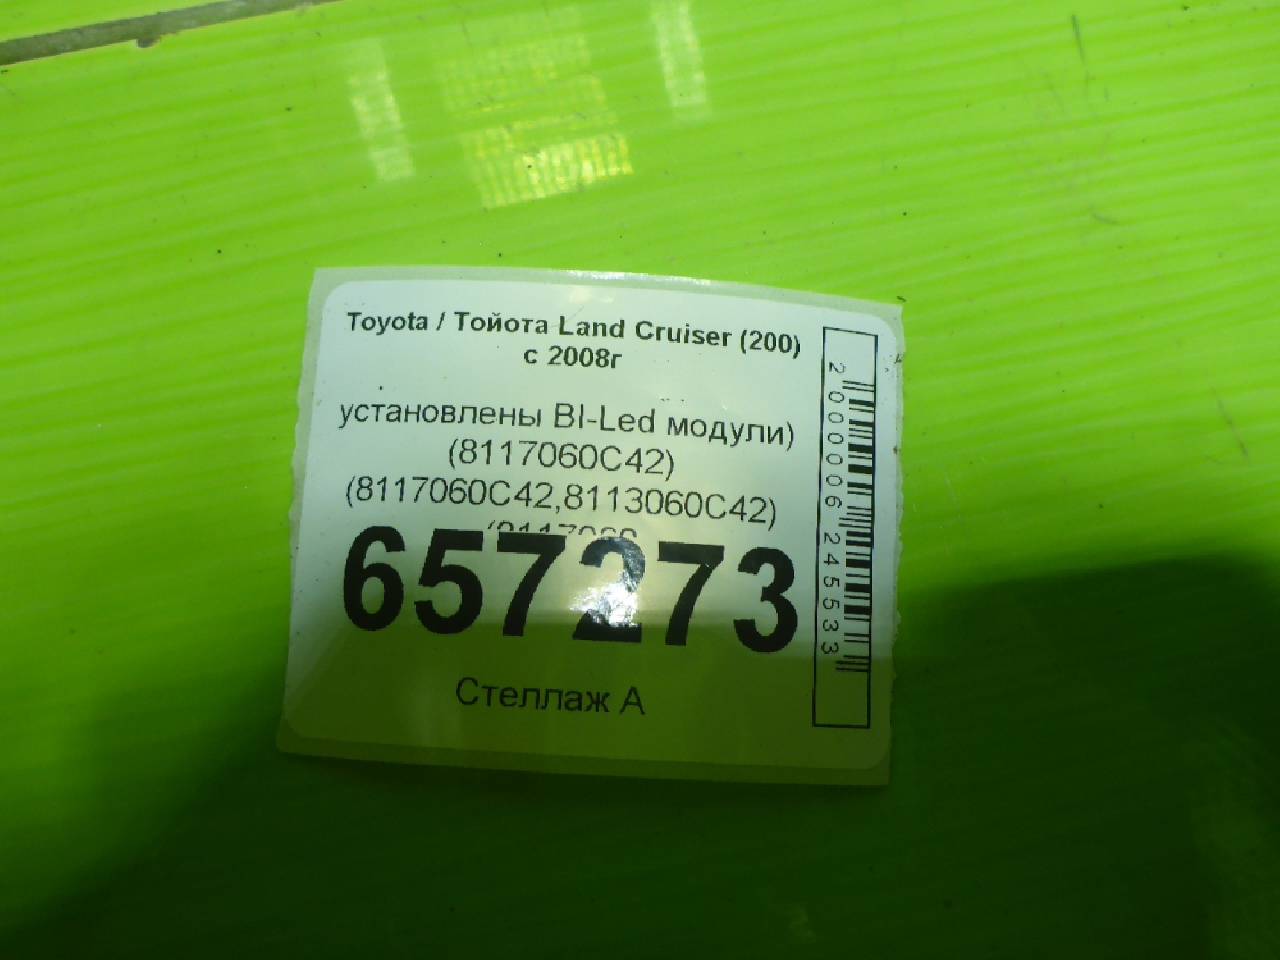 Toyota / Тойота Land Cruiser (200)
с 2008г
установлены BI-Led модули)
(8117060C42)
(8117060C42,8113060C42)
657273
Стеллаж А
2000006245533